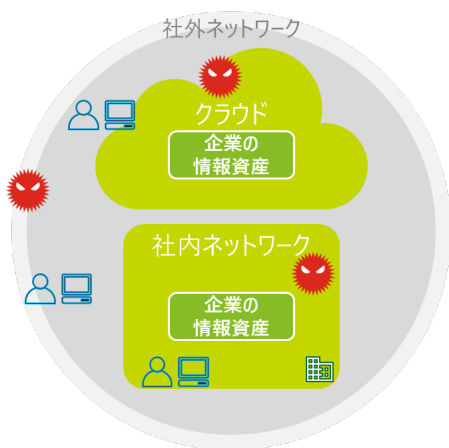 社外ネットワーク
クラウド
企業の
情報資産
社内ネットワーク
企業の
情報資産